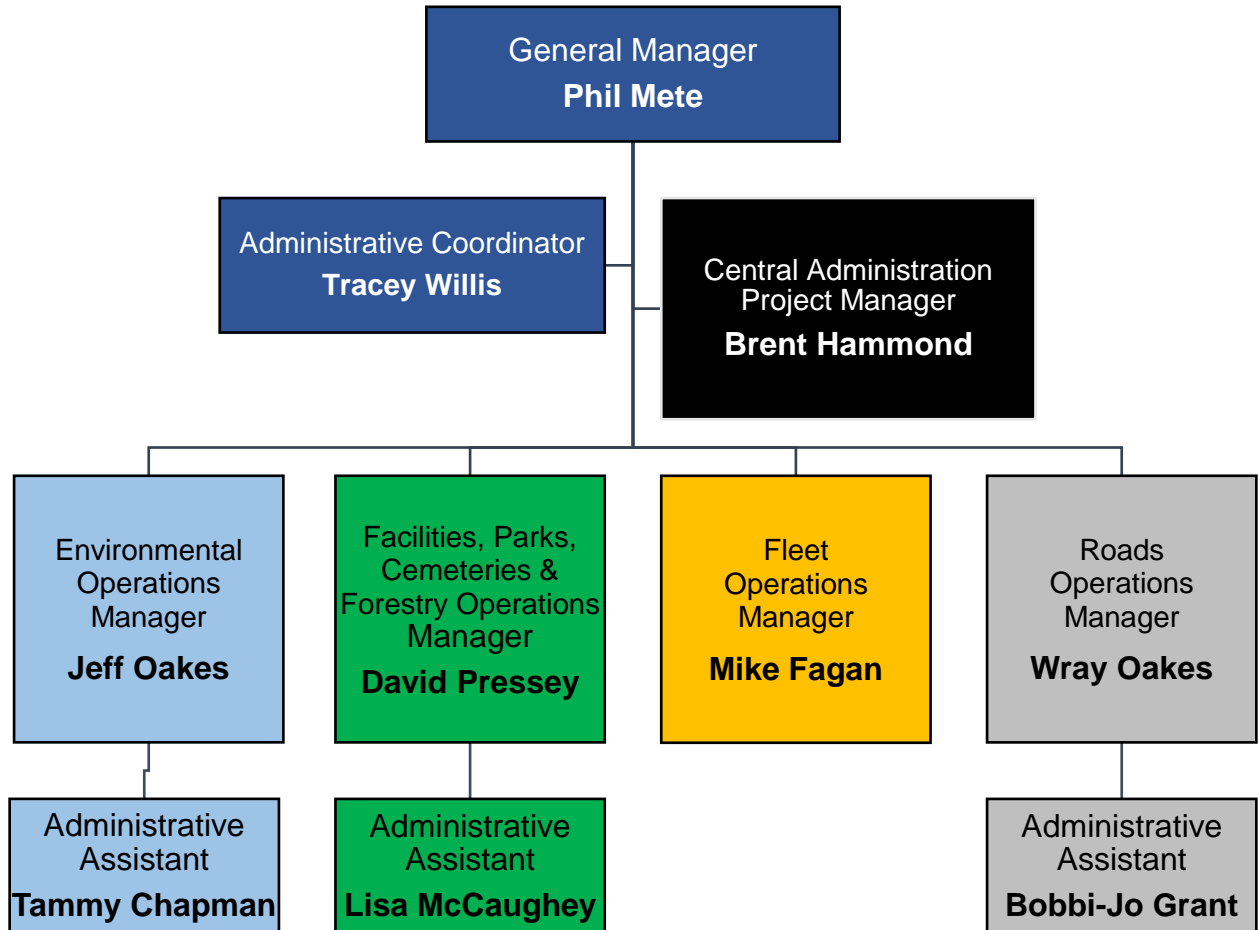 General Manager
Phil Mete
Administrative Coordinator
Tracey Willis
Central Administration
Project Manager
Brent Hammond
Environmental
Operations
Manager
Jeff Oakes
Facilities, Parks,
Cemeteries &
Forestry Operations
Manager
David Pressey
Fleet
Operations
Manager
Mike Fagan
Roads
Operations
Manager
Wray Oakes
Administrative
Assistant
Tammy Chapman
Administrative
Assistant
Lisa McCaughey
Administrative
Assistant
Bobbi-Jo Grant